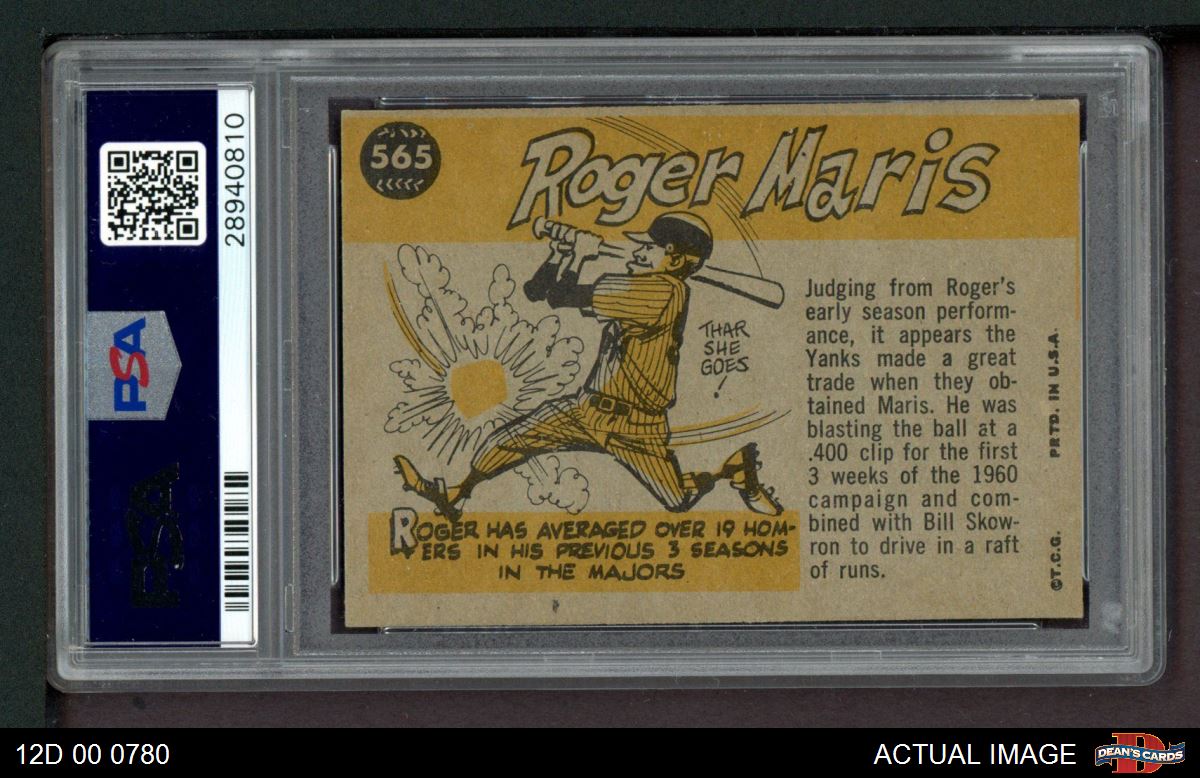 28940810
PSA
PSA
565
Roger Maris
THAR
SHE
GOES
!
ROGER HAS AVERAGED OVER 19 HOM-
ERS IN HIS PREVIOUS 3 SEASONS
IN THE MAJORS
Judging from Roger's
early season perform-
ance, it appears the
Yanks made a great
trade when they ob-
tained Maris. He was
blasting the ball at a
.400 clip for the first
3 weeks of the 1960
campaign and com-
bined with Bill Skow-
ron to drive in a raft
of runs.
©T.C.G. PRTD. IN U.S.A.
12D 00 0780
ACTUAL IMAGE
DEAN'S CARDS